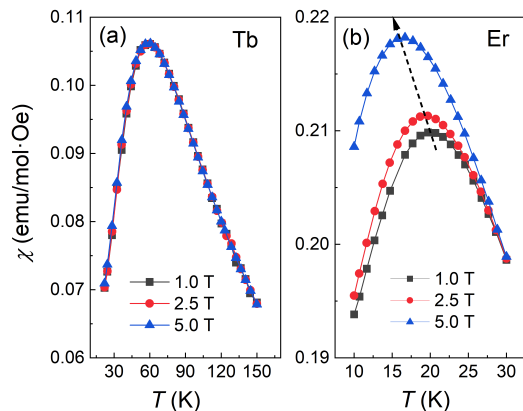 (a) Tb
(b) Er
χ (emu/mol·Oe)
0.11
0.10
0.09
0.08
0.07
0.06
1.0 T
2.5 T
5.0 T
30 60 90 120 150
T (K)
0.22
0.21
0.20
0.19
1.0 T
2.5 T
5.0 T
10 15 20 25 30
T (K)